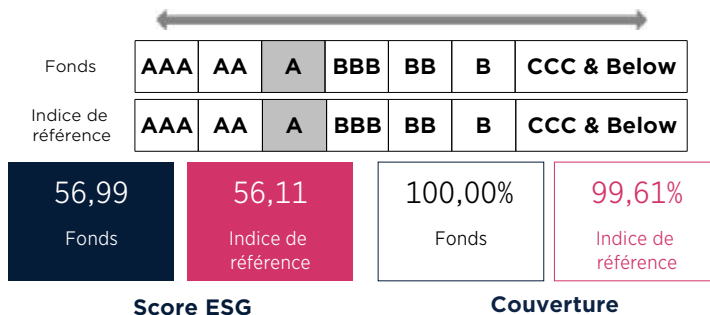 Fonds AAA AA A BBB BB B CCC & Below
Indice de
référence
AAA AA A BBB BB B CCC & Below
56,99
Fonds
56,11
Indice de
référence
100,00%
Fonds
99,61%
Indice de
référence
Score ESG
Couverture